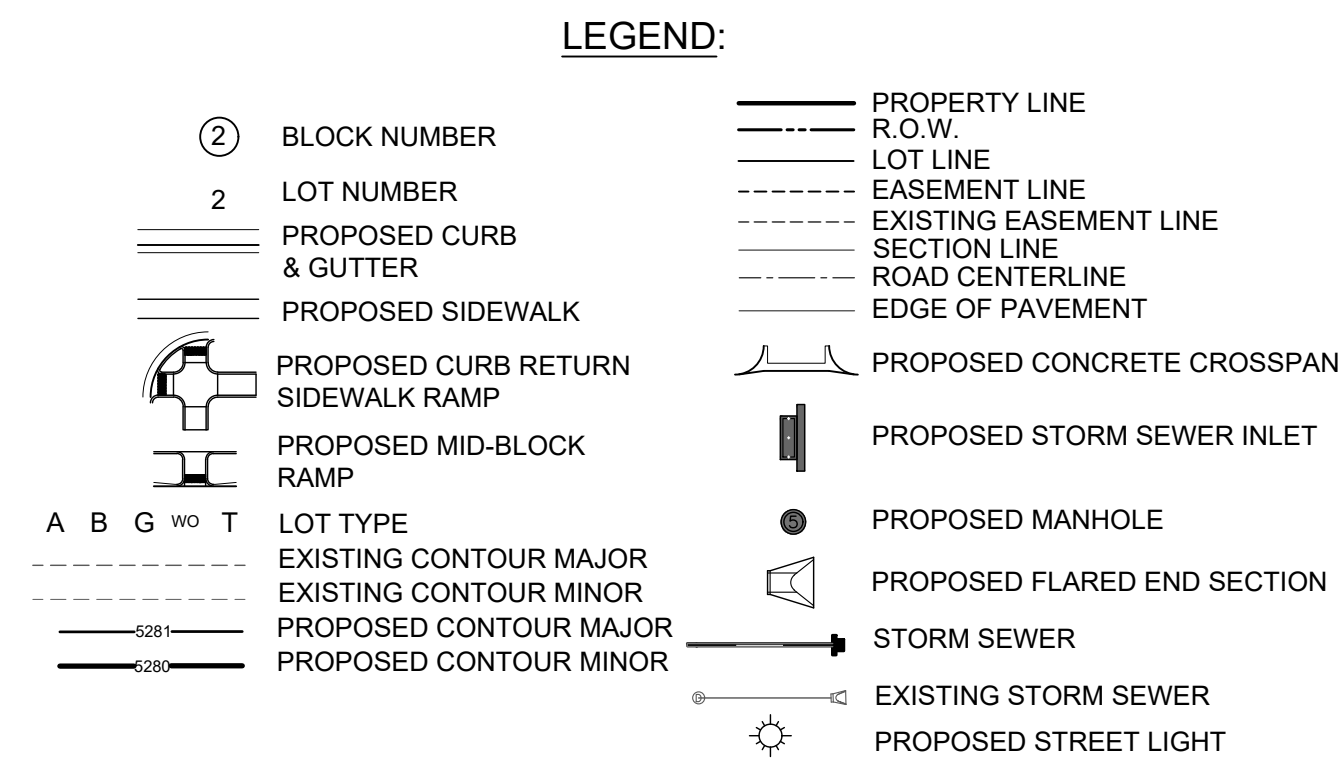 LEGEND:
2 BLOCK NUMBER
2 LOT NUMBER
PROPOSED CURB
& GUTTER
PROPOSED SIDEWALK
PROPOSED CURB RETURN
SIDEWALK RAMP
PROPOSED MID-BLOCK
RAMP
A B G WO T LOT TYPE
EXISTING CONTOUR MAJOR
EXISTING CONTOUR MINOR
5281 PROPOSED CONTOUR MAJOR
5280 PROPOSED CONTOUR MINOR
PROPERTY LINE
R.O.W.
LOT LINE
EASEMENT LINE
EXISTING EASEMENT LINE
SECTION LINE
ROAD CENTERLINE
EDGE OF PAVEMENT
PROPOSED CONCRETE CROSSPAN
PROPOSED STORM SEWER INLET
5 PROPOSED MANHOLE
PROPOSED FLARED END SECTION
STORM SEWER
EXISTING STORM SEWER
PROPOSED STREET LIGHT